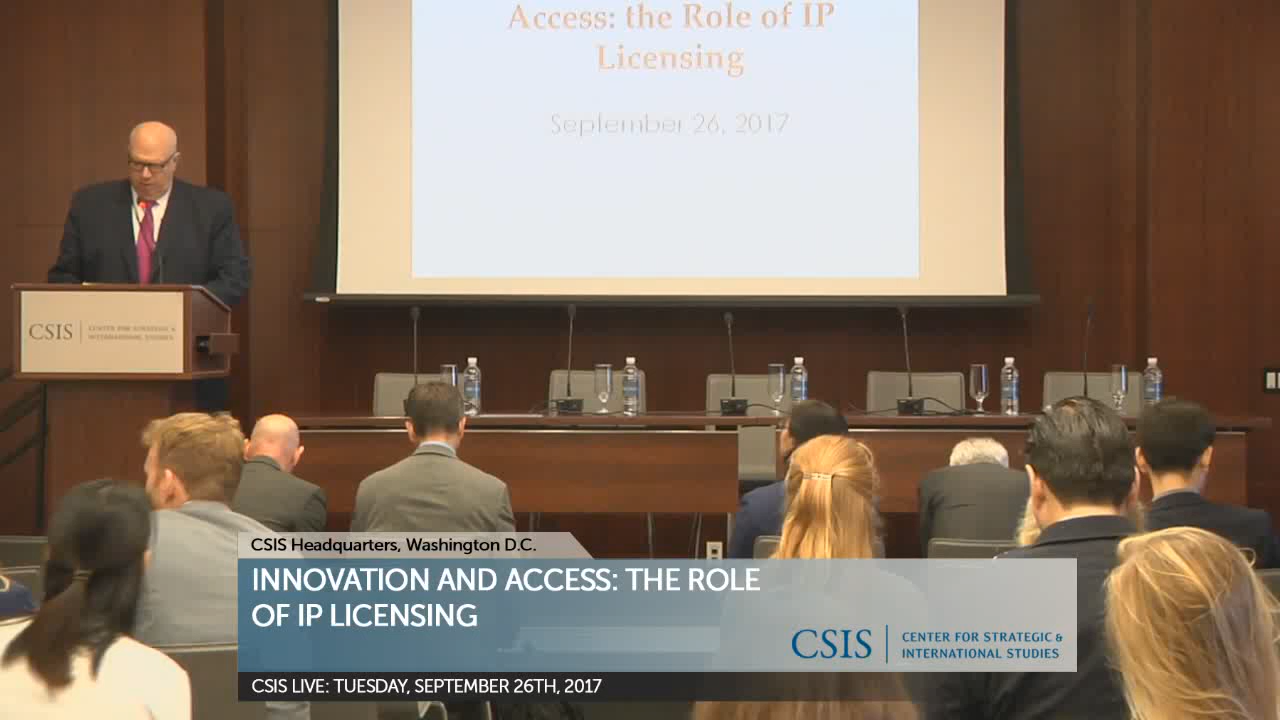 Access: the Role of IP
Licensing
September 26, 2017
CSIS
CENTER FOR STRATEGIC &
INTERNATIONAL STUDIES
CSIS Headquarters, Washington D.C.
INNOVATION AND ACCESS: THE ROLE
OF IP LICENSING
CSIS
CENTER FOR STRATEGIC &
INTERNATIONAL STUDIES
CSIS LIVE: TUESDAY, SEPTEMBER 26TH, 2017